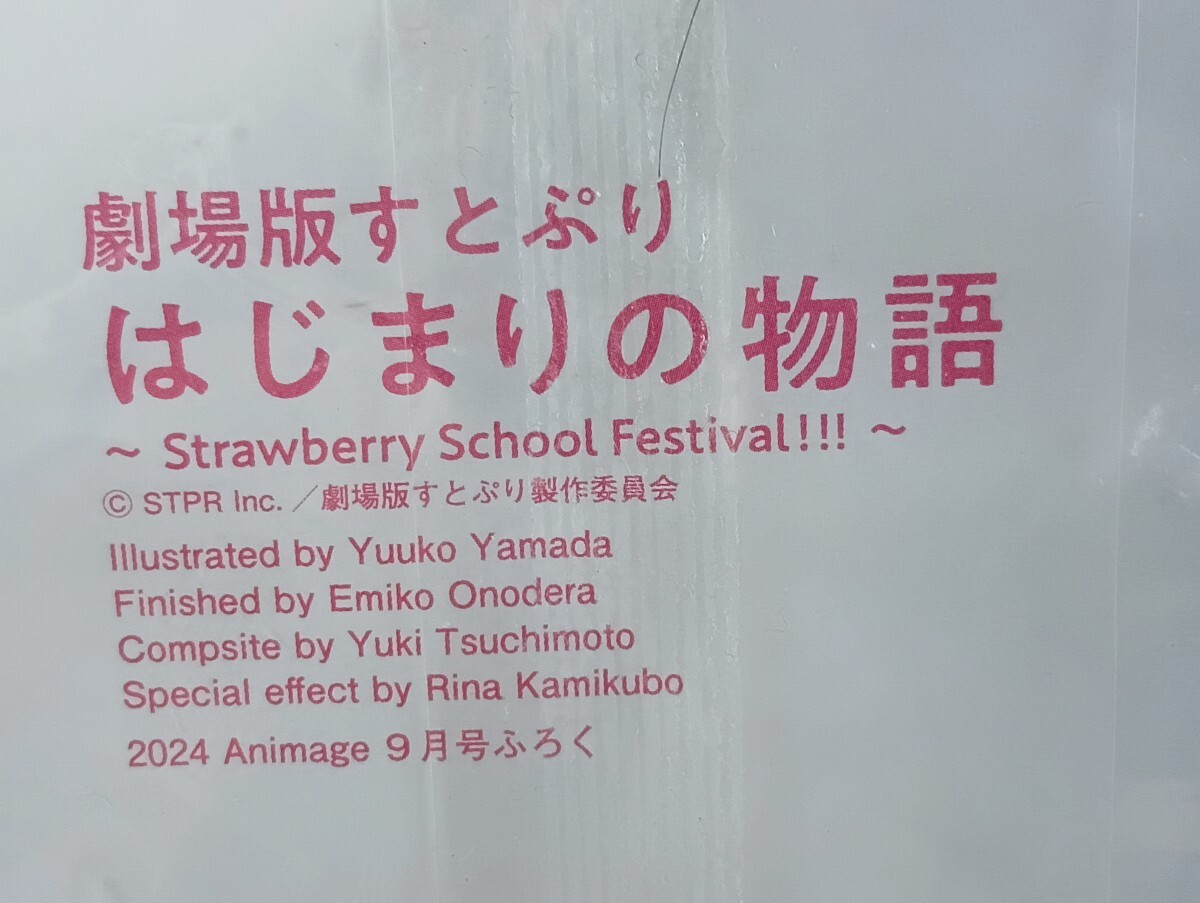 劇場版すとぷり
はじまりの物語
～ Strawberry School Festival!!! ～
© STPR Inc. ／劇場版すとぷり製作委員会
Illustrated by Yuuko Yamada
Finished by Emiko Onodera
Compsite by Yuki Tsuchimoto
Special effect by Rina Kamikubo
2024 Animage 9月号ふろく